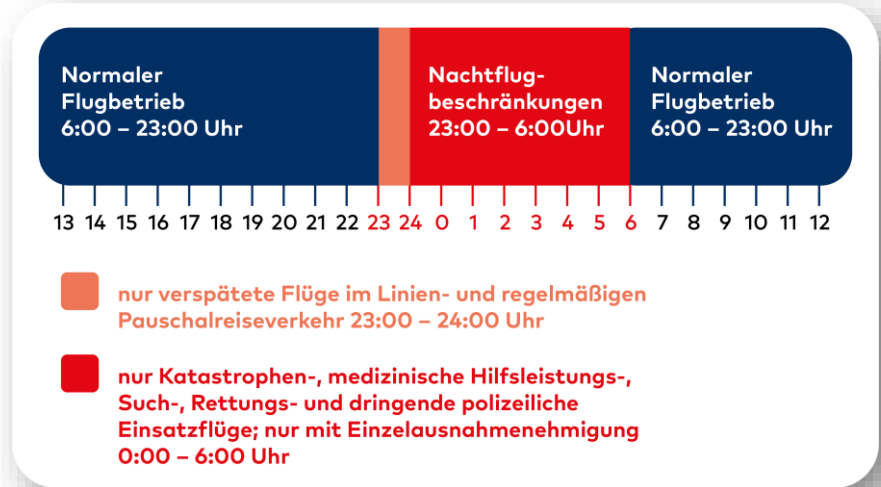 Normaler
Flugbetrieb
6:00 – 23:00 Uhr
Nachtflug-
beschränkungen
23:00 – 6:00Uhr
Normaler
Flugbetrieb
6:00 – 23:00 Uhr
13 14 15 16 17 18 19 20 21 22 23 24 0 1 2 3 4 5 6 7 8 9 10 11 12
nur verspätete Flüge im Linien- und regelmäßigen
Pauschalreiseverkehr 23:00 – 24:00 Uhr
nur Katastrophen-, medizinische Hilfsleistungs-,
Such-, Rettungs- und dringende polizeiliche
Einsatzflüge; nur mit Einzelausnahmenehmigung
0:00 – 6:00 Uhr